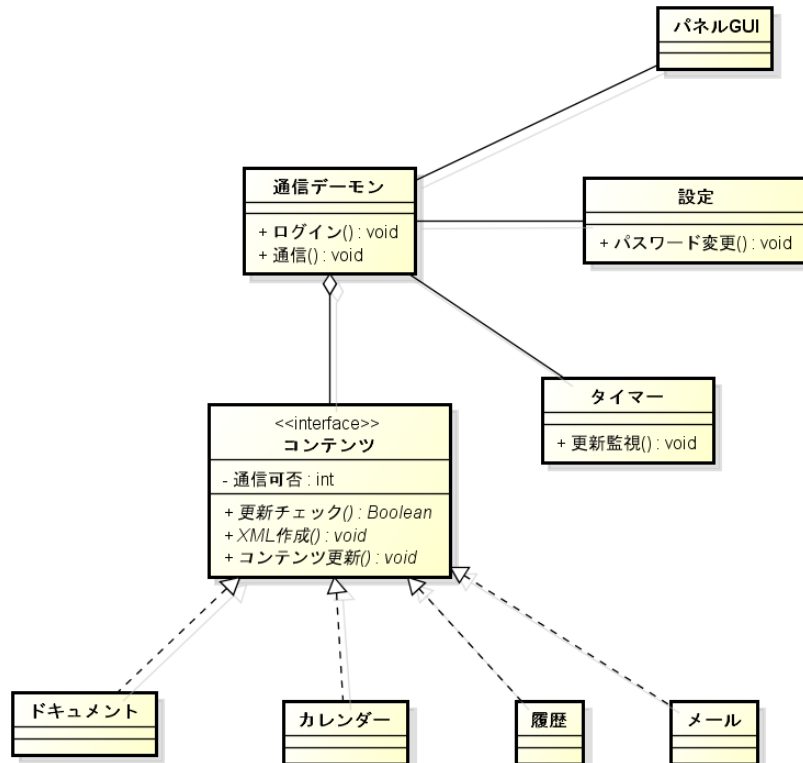 パネルGUI
通信デーモン
+ ログイン() : void
+ 通信() : void
設定
+ パスワード変更() : void
タイマー
+ 更新監視() : void
<<interface>>
コンテンツ
- 通信可否 : int
+ 更新チェック() : Boolean
+ XML作成() : void
+ コンテンツ更新() : void
ドキュメント
カレンダー
履歴
メール